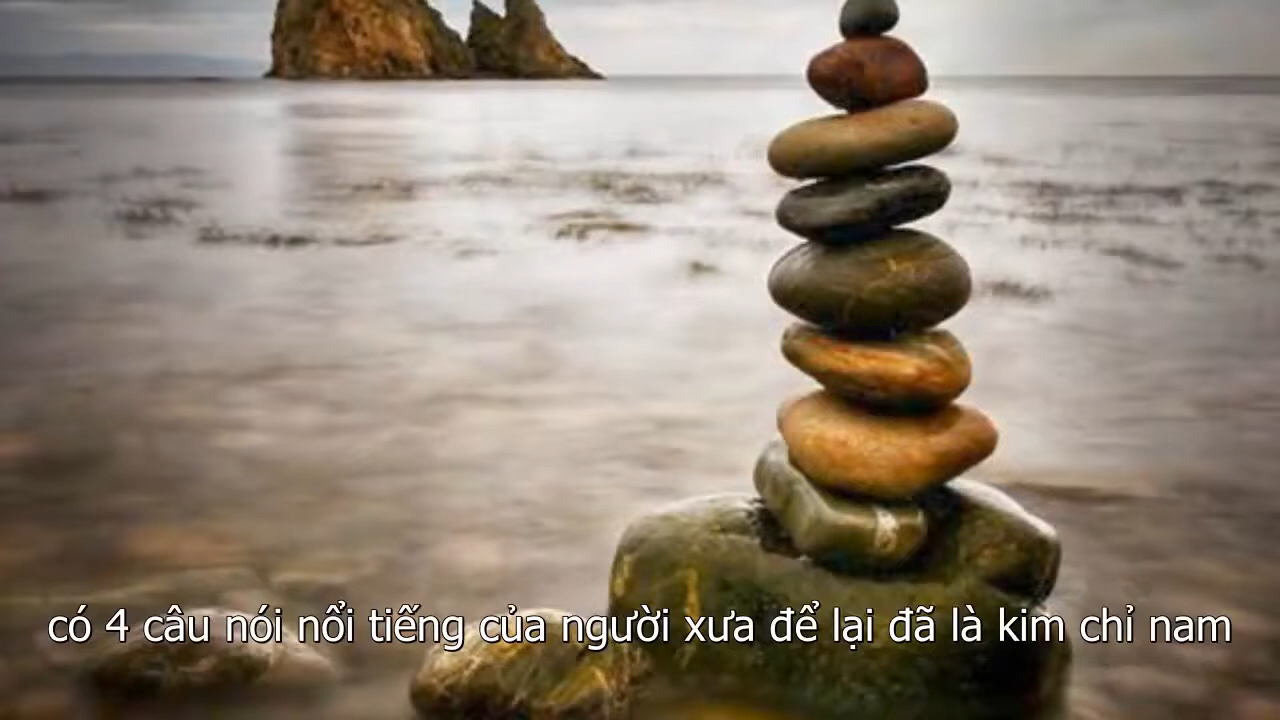 có 4 câu nói nổi tiếng của người xưa để lại đã là kim chỉ nam